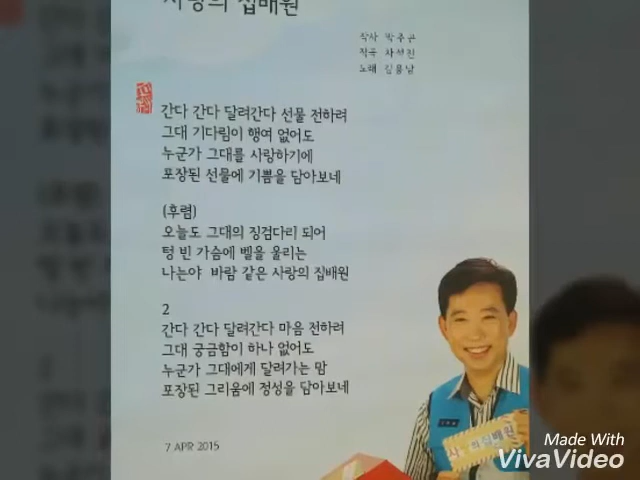 사랑의 집배원
작사 박주근
작곡 차석진
노래 김용남
간다 간다 달려간다 선물 전하려
그대 기다림이 행여 없어도
누군가 그대를 사랑하기에
포장된 선물에 기쁨을 담아보네
(후렴)
오늘도 그대의 징검다리 되어
텅 빈 가슴에 벨을 울리는
나는야 바람 같은 사랑의 집배원
2
간다 간다 달려간다 마음 전하려
그대 궁금함이 하나 없어도
누군가 그대에게 달려가는 맘
포장된 그리움에 정성을 담아보네
7 APR 2015
Made With
VivaVideo